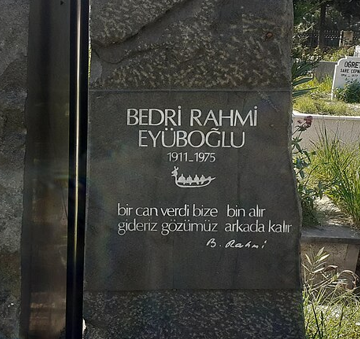 BEDRİ RAHMİ
EYÜBOĞLU
1911-1975
bir can verdi bize bin alır
gideriz gözümüz arkada kalır
B. Rahmi